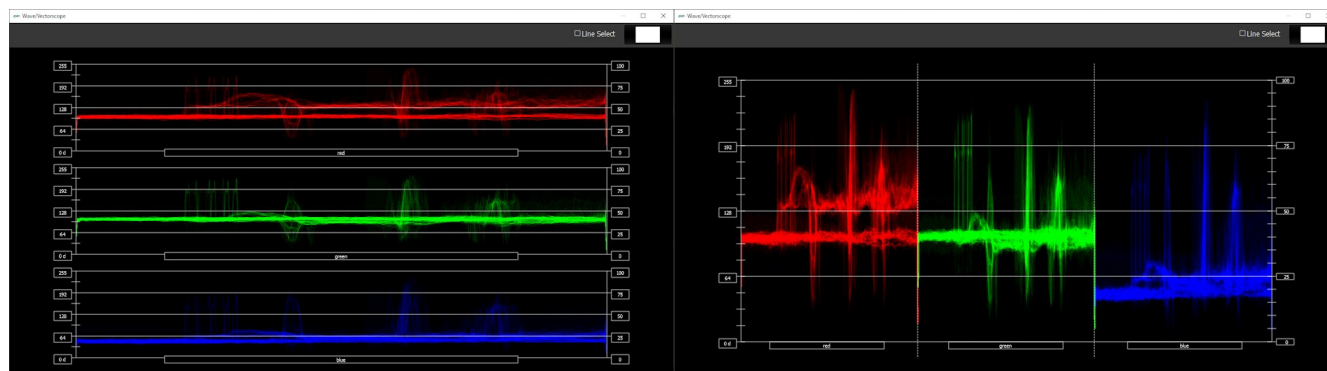 Wave/Vectorscope
Line Select
255 100
192 75
128 50
64 25
0 d 0
red
255 100
192 75
128 50
64 25
0 d 0
green
255 100
192 75
128 50
64 25
0 d 0
blue
Wave/Vectorscope
Line Select
255 100
192 75
128 50
64 25
0 d 0
red green blue